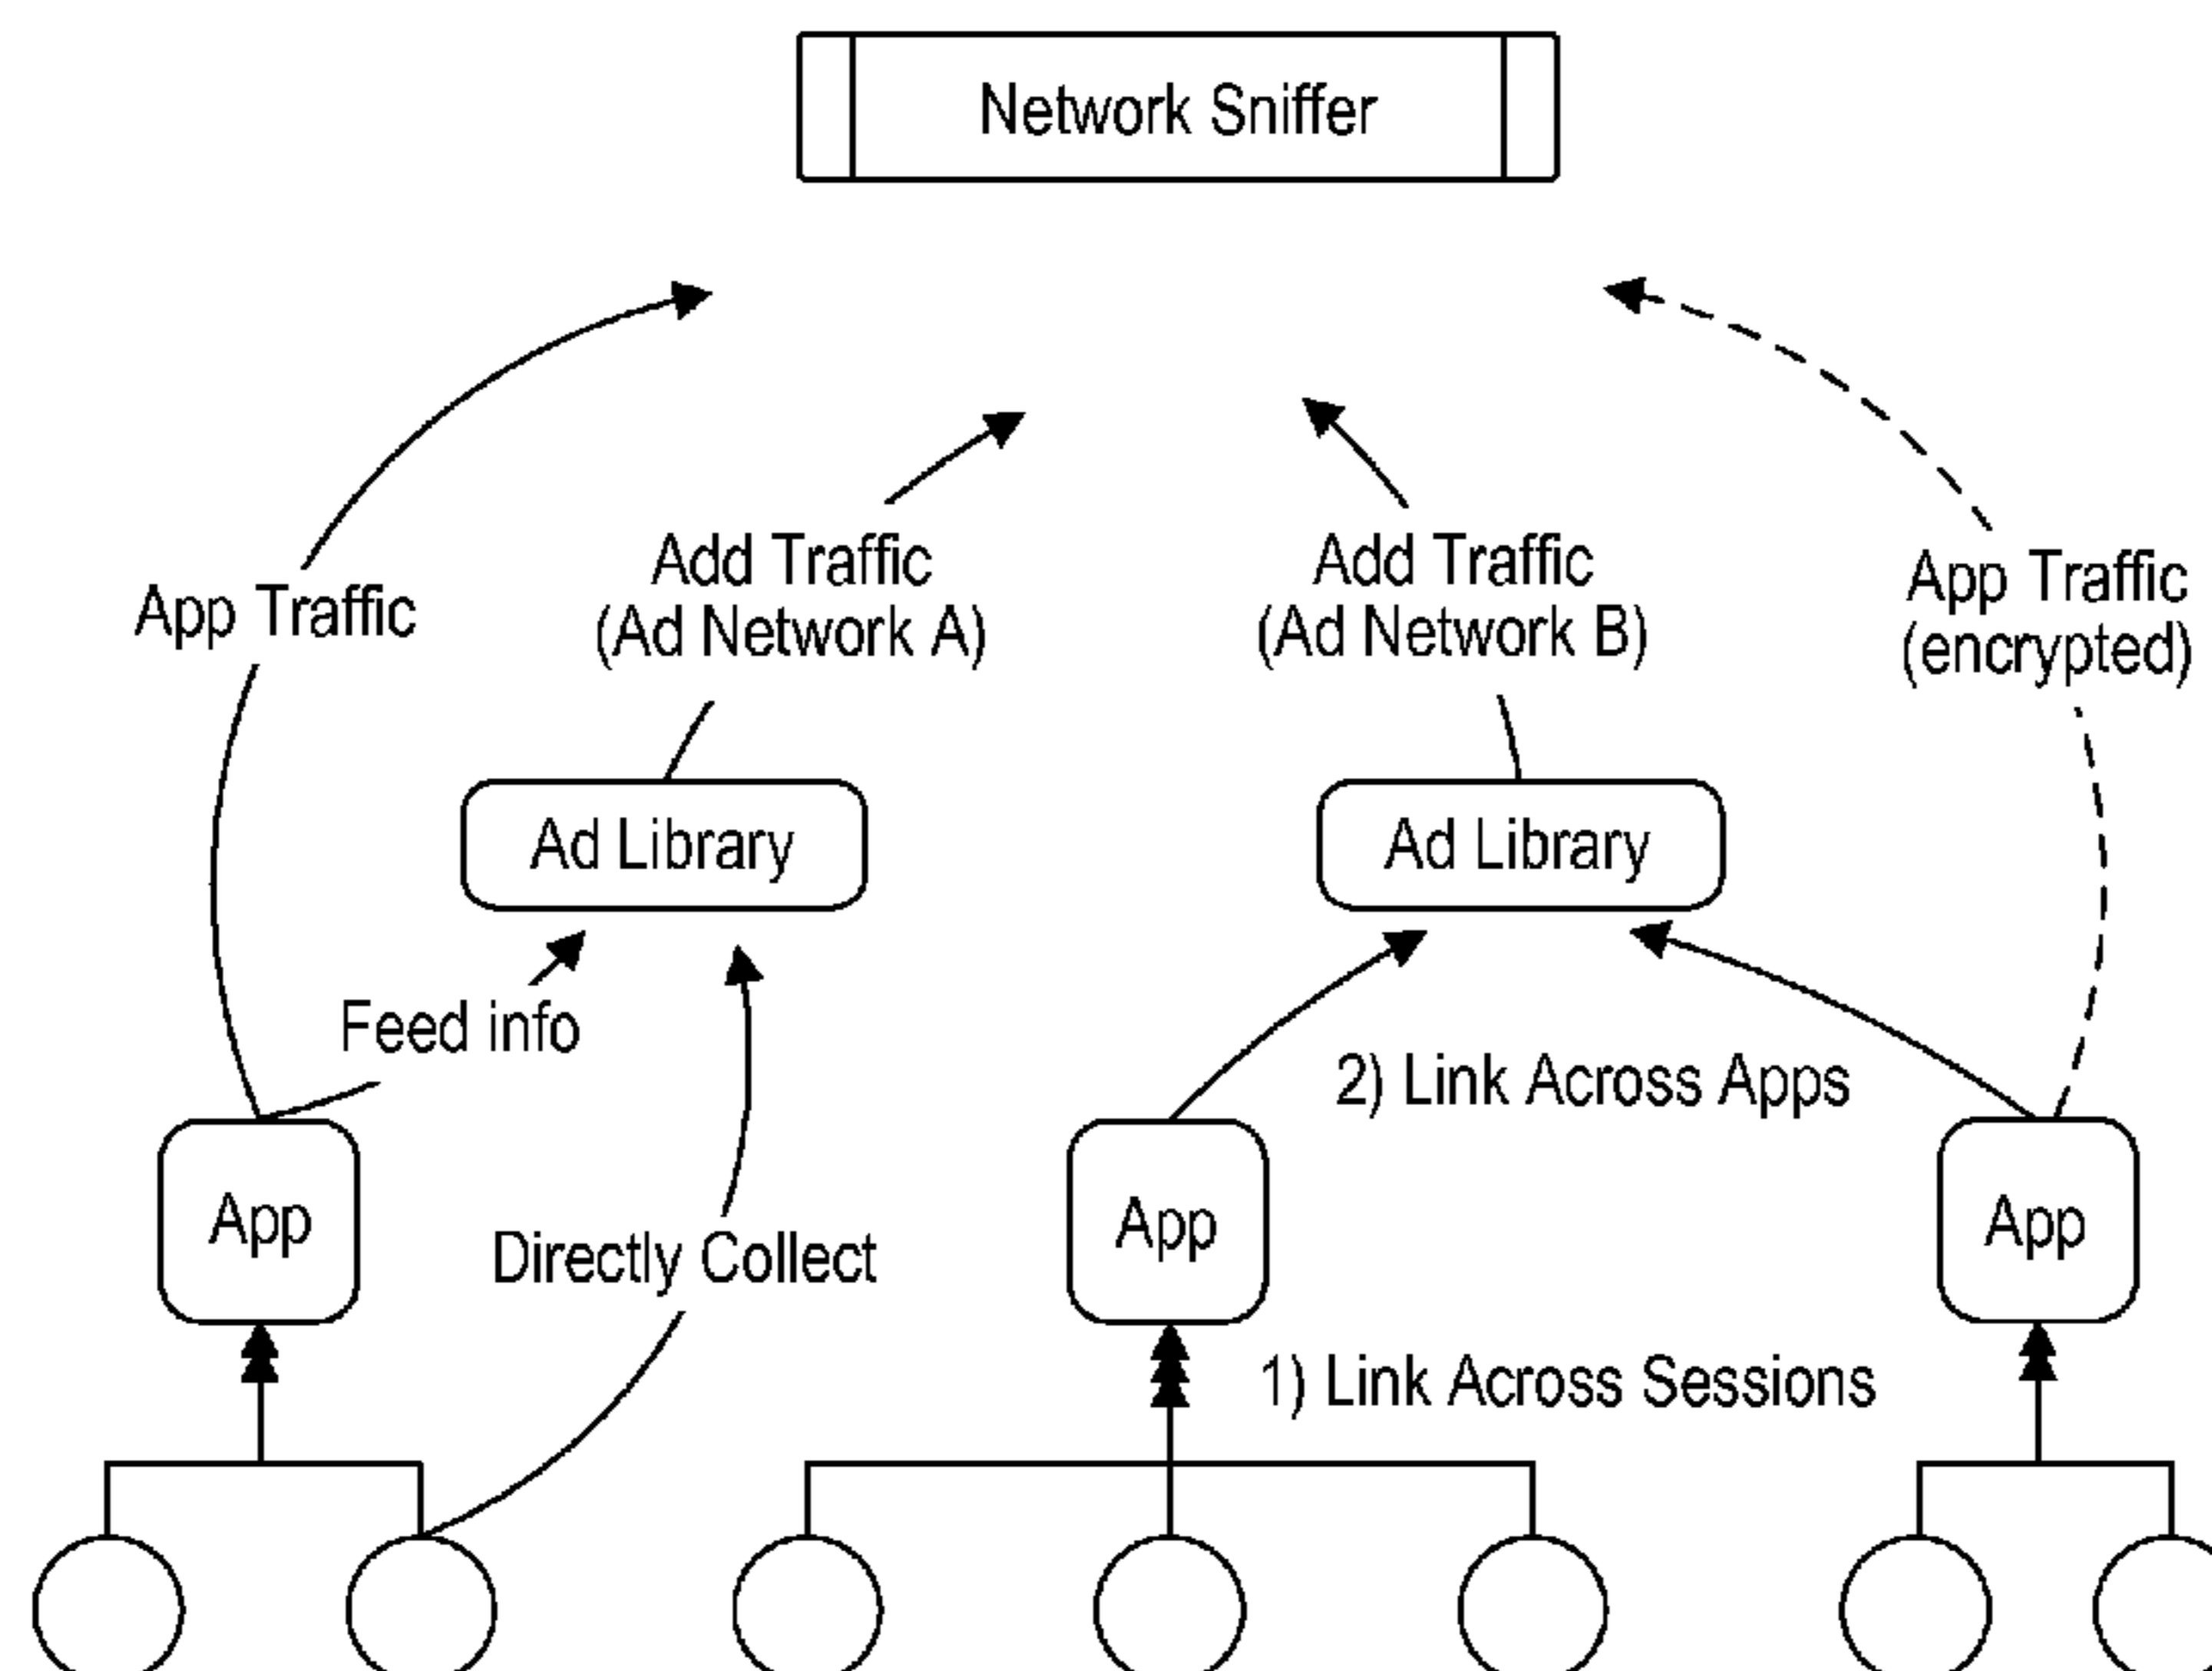 Network Sniffer
App Traffic
Add Traffic
(Ad Network A)
Add Traffic
(Ad Network B)
App Traffic
(encrypted)
Ad Library
Ad Library
Feed info
2) Link Across Apps
App
App
App
Directly Collect
1) Link Across Sessions